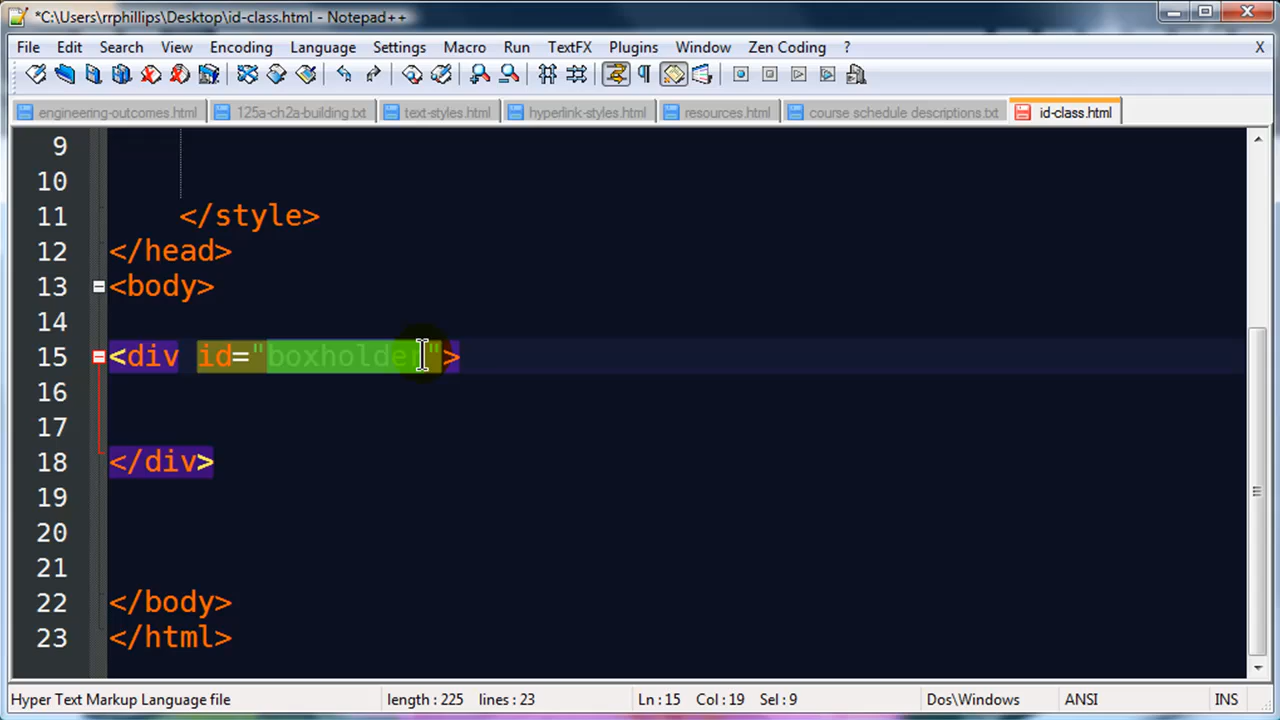 *C:\Users\rrphillips\Desktop\id-class.html - Notepad++
File Edit Search View Encoding Language Settings Macro Run TextFX Plugins Window Zen Coding ? X
engineering-outcomes.html 125a-ch2a-building.txt text-styles.html hyperlink-styles.html resources.html course schedule descriptions.txt id-class.html
9
10
11 </style>
12 </head>
13 <body>
14
15 <div id="boxholder">
16
17
18 </div>
19
20
21
22 </body>
23 </html>
Hyper Text Markup Language file length : 225 lines : 23 Ln : 15 Col : 19 Sel : 9 Dos\Windows ANSI INS